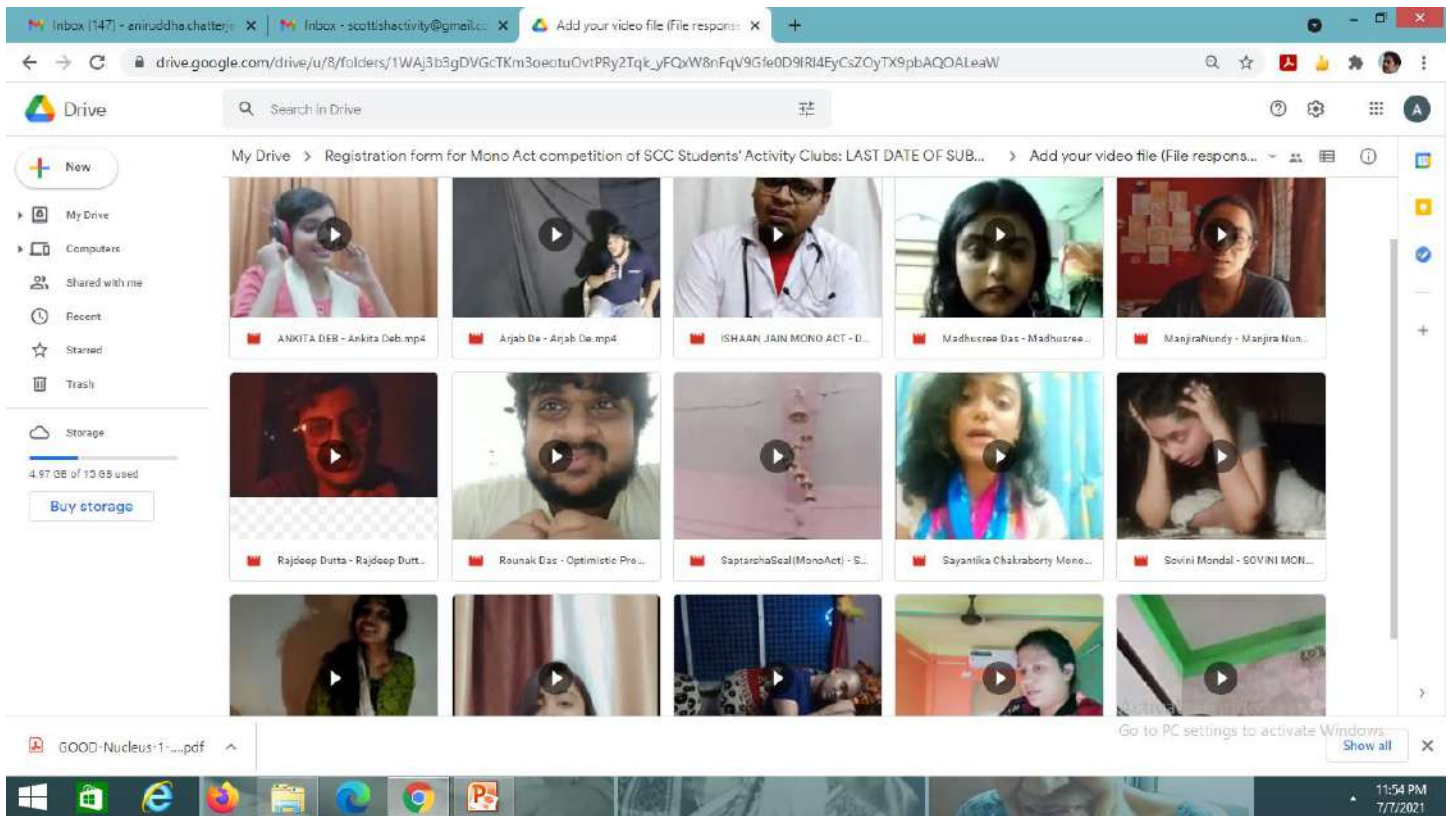 Inbox (147) - aniruddha.chatterje
Inbox - scottishactivity@gmail.co
Add your video file (File response
drive.google.com/drive/u/8/folders/
Drive
Search in Drive
A
New
My Drive > Registration form for Mono Act competition of SCC Students' Activity Clubs: LAST DATE OF SUB... > Add your video file (File respons...
My Drive
Computers
Shared with me
Recent
Starred
Trash
Storage
4.97 GB of 15 GB used
Buy storage
ANKITA DEB - Ankita Deb.mp4
Arjab De - Arjab De.mp4
ISHAAN JAIN MONO ACT - D...
Madhusree Das - Madhusree...
ManjiraNundy - Manjira Nun...
Rajdeep Dutta - Rajdeep Dutt...
Rounak Das - Optimistic Pro...
SaptarshaSeal(MonoAct) - S...
Sayantika Chakraborty Mono...
Sovini Mondal - SOVINI MON...
Go to PC settings to activate Windows.
GOOD-Nucleus-1-....pdf
Show all
11:54 PM
7/7/2021